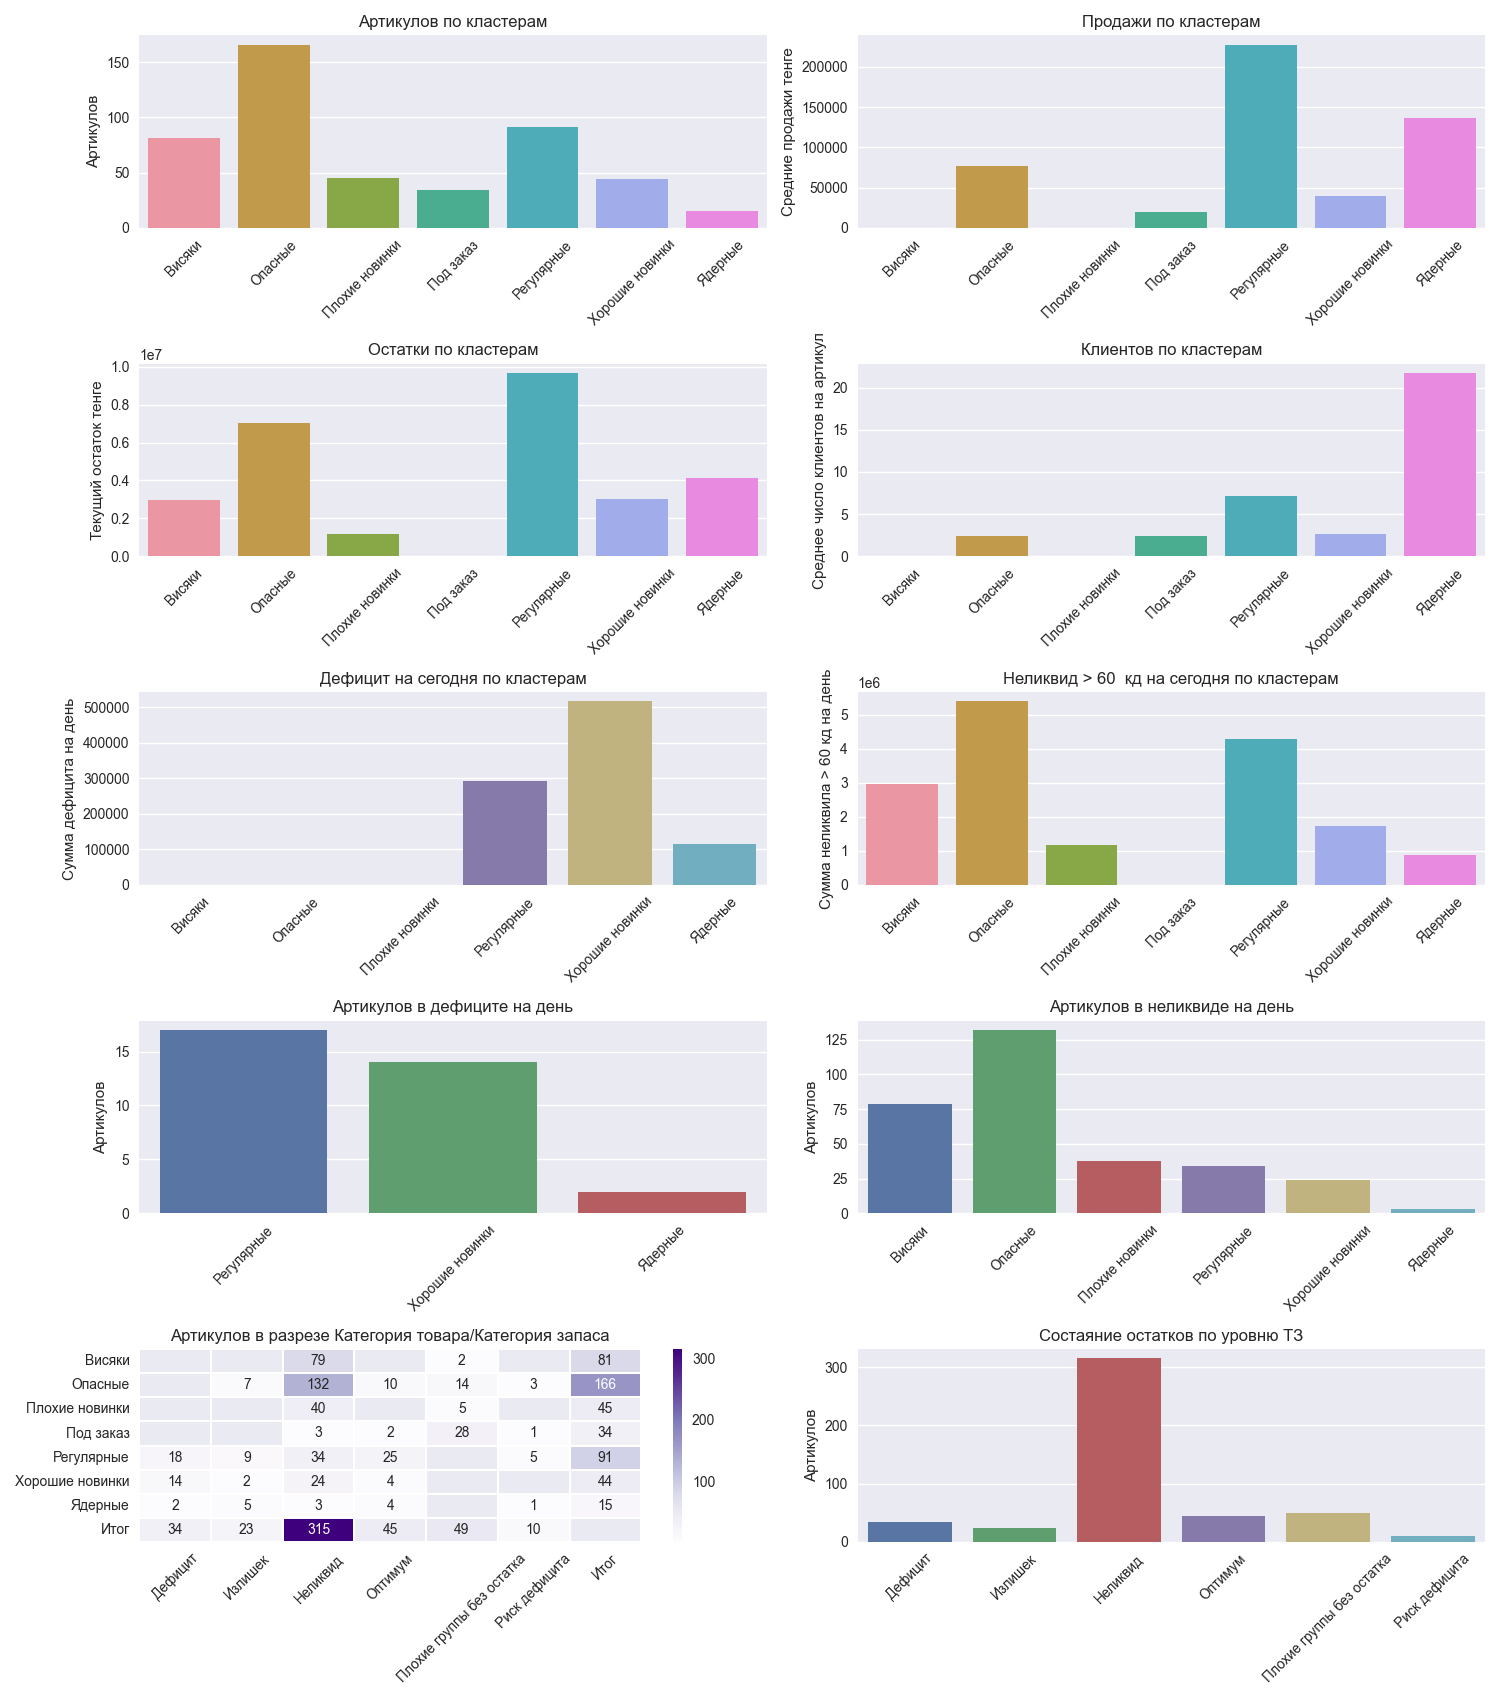 Артикулов по кластерам
Артикулов
150
100
50
0
Висяки
Опасные
Плохие новинки
Под заказ
Регулярные
Хорошие новинки
Ядерные
Продажи по кластерам
Средние продажи тенге
200000
150000
100000
50000
0
Висяки
Опасные
Плохие новинки
Под заказ
Регулярные
Хорошие новинки
Ядерные
Остатки по кластерам
1e7
Текущий остаток тенге
1.0
0.8
0.6
0.4
0.2
0.0
Висяки
Опасные
Плохие новинки
Под заказ
Регулярные
Хорошие новинки
Ядерные
Клиентов по кластерам
Среднее число клиентов на артикул
20
15
10
5
0
Висяки
Опасные
Плохие новинки
Под заказ
Регулярные
Хорошие новинки
Ядерные
Дефицит на сегодня по кластерам
Сумма дефицита на день
500000
400000
300000
200000
100000
0
Висяки
Опасные
Плохие новинки
Регулярные
Хорошие новинки
Ядерные
Неликвид > 60  кд на сегодня по кластерам
1e6
Сумма неликвила > 60 кд на день
5
4
3
2
1
0
Висяки
Опасные
Плохие новинки
Под заказ
Регулярные
Хорошие новинки
Ядерные
Артикулов в дефиците на день
Артикулов
15
10
5
0
Регулярные
Хорошие новинки
Ядерные
Артикулов в неликвиде на день
Артикулов
125
100
75
50
25
0
Висяки
Опасные
Плохие новинки
Регулярные
Хорошие новинки
Ядерные
Артикулов в разрезе Категория товара/Категория запаса
Висяки 79 2 81
Опасные 7 132 10 14 3 166
Плохие новинки 40 5 45
Под заказ 3 2 28 1 34
Регулярные 18 9 34 25 5 91
Хорошие новинки 14 2 24 4 44
Ядерные 2 5 3 4 1 15
Итог 34 23 315 45 49 10
Дефицит
Излишек
Неликвид
Оптимум
Плохие группы без остатка
Риск дефицита
Итог
300
200
100
Состаяние остатков по уровню ТЗ
Артикулов
300
200
100
0
Дефицит
Излишек
Неликвид
Оптимум
Плохие группы без остатка
Риск дефицита